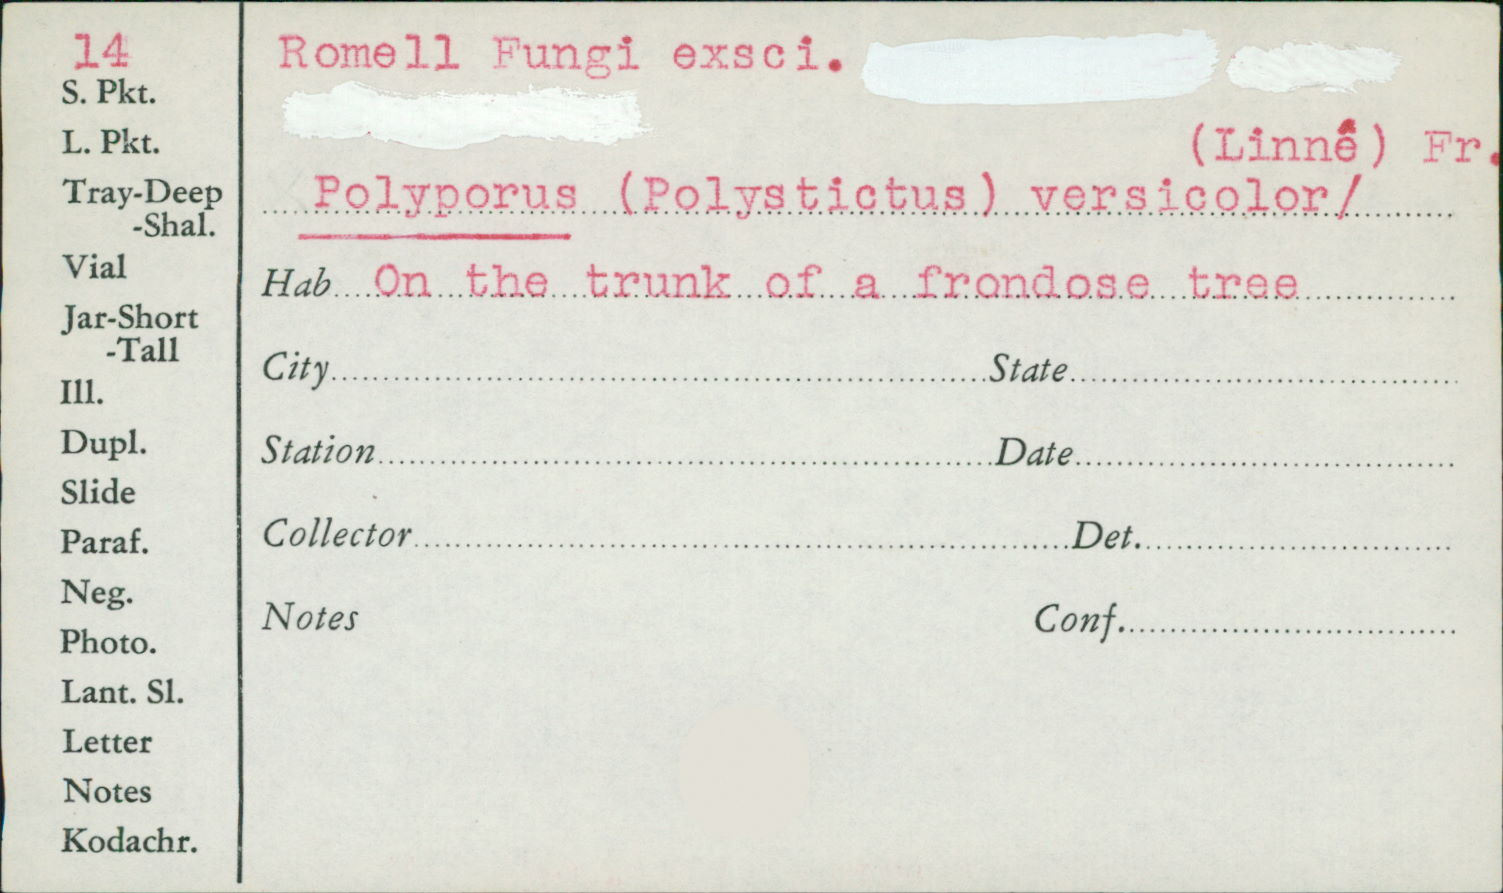 14
S. Pkt.
L. Pkt.
Tray-Deep
-Shal.
Vial
Jar-Short
-Tall
Ill.
Dupl.
Slide
Paraf.
Neg.
Photo.
Lant. Sl.
Letter
Notes
Kodachr.
Romell Fungi exsci.
(Linné) Fr.
Polyporus (Polystictus) versicolor/
Hab On the trunk of a frondose tree
City State
Station Date
Collector Det.
Notes Conf.